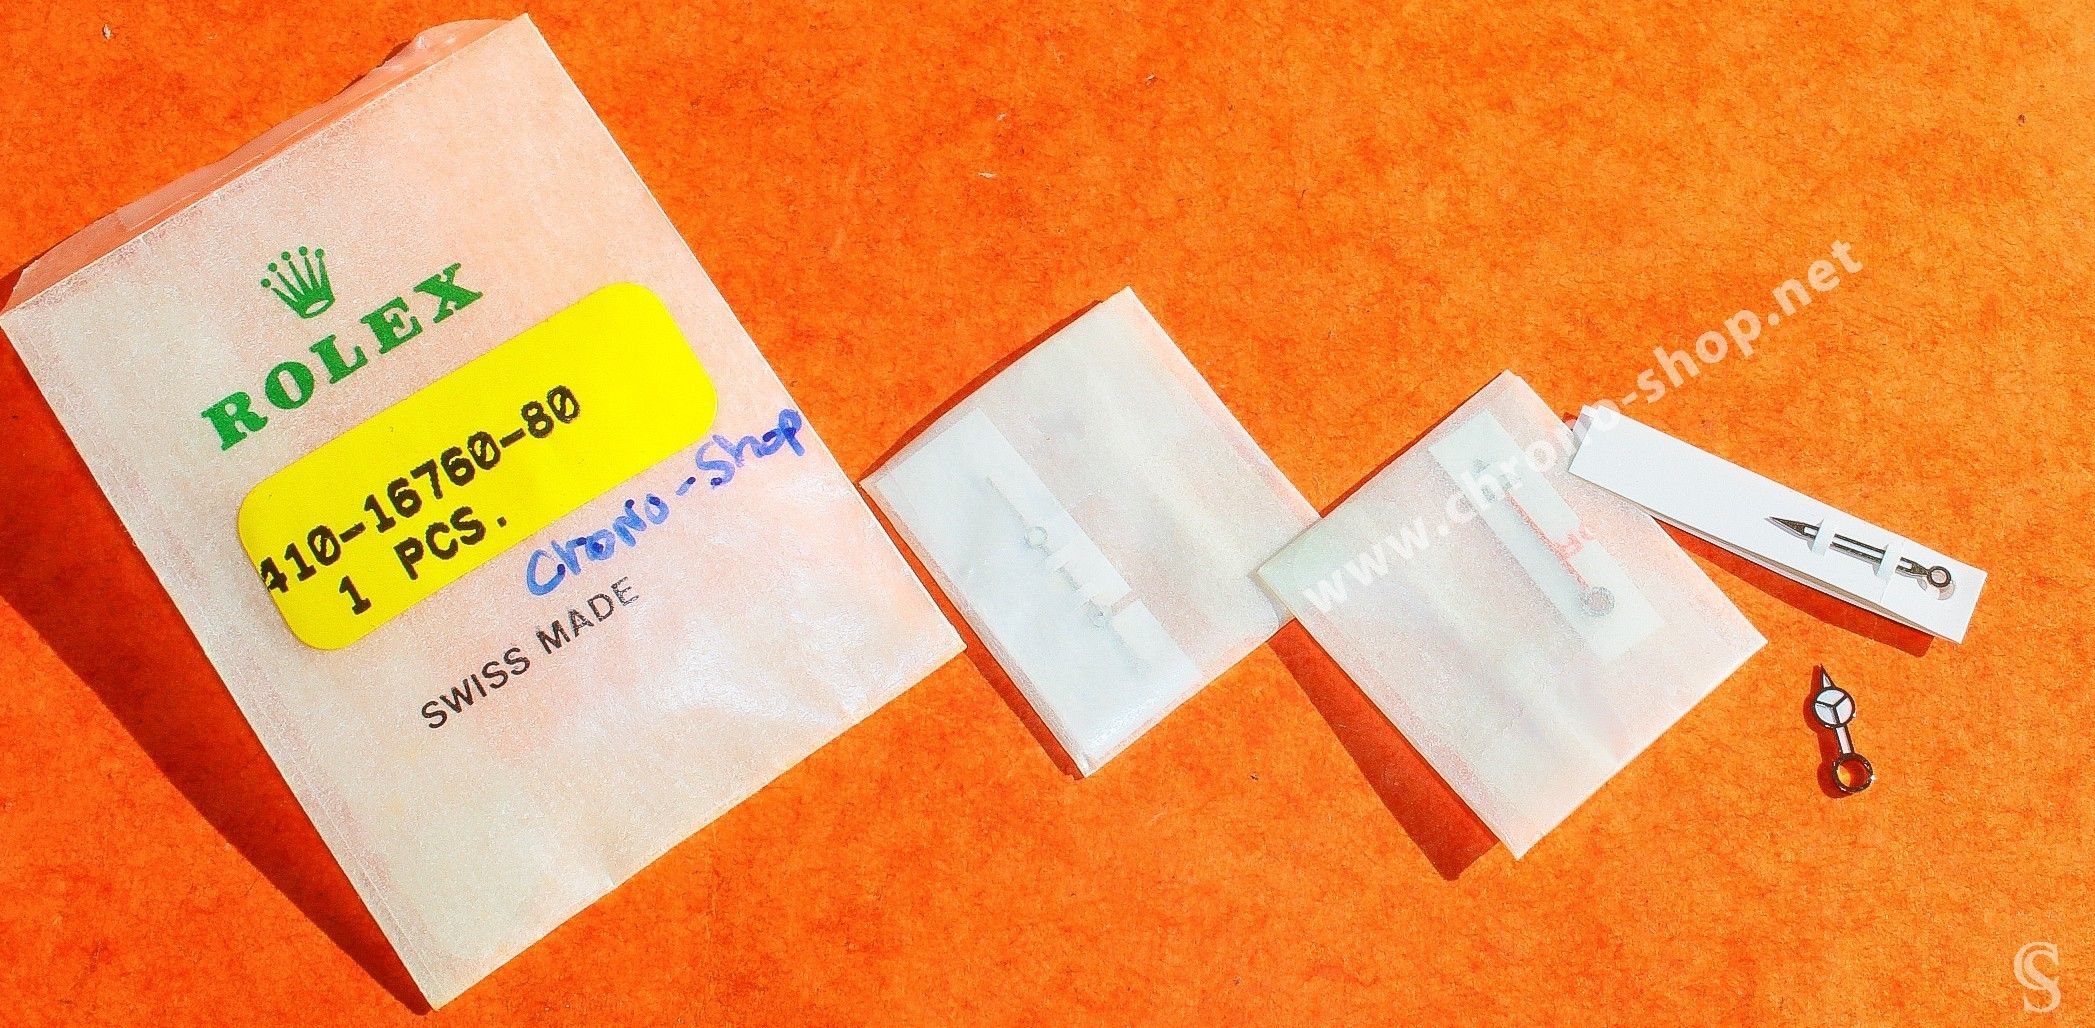 ROLEX
410-16760-80
1 PCS.
Chrono-Shop
SWISS MADE
www.chrono-shop.net